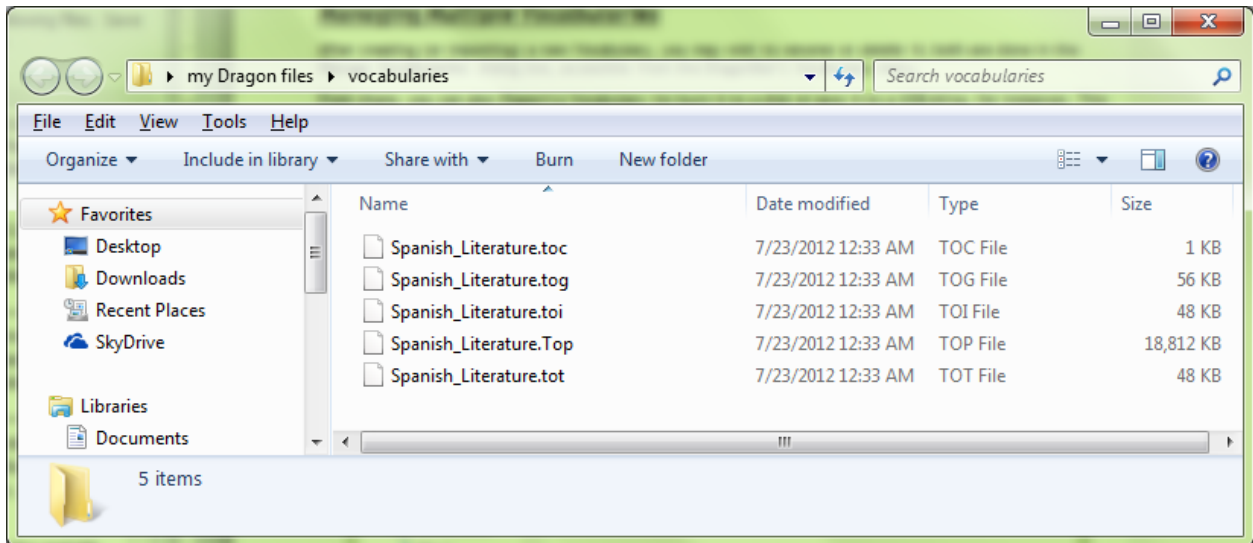 my Dragon files ▸ vocabularies Search vocabularies
File Edit View Tools Help
Organize Include in library Share with Burn New folder
Favorites
Desktop
Downloads
Recent Places
SkyDrive
Libraries
Documents
Name Date modified Type Size
Spanish_Literature.toc 7/23/2012 12:33 AM TOC File 1 KB
Spanish_Literature.tog 7/23/2012 12:33 AM TOG File 56 KB
Spanish_Literature.toi 7/23/2012 12:33 AM TOI File 48 KB
Spanish_Literature.Top 7/23/2012 12:33 AM TOP File 18,812 KB
Spanish_Literature.tot 7/23/2012 12:33 AM TOT File 48 KB
5 items